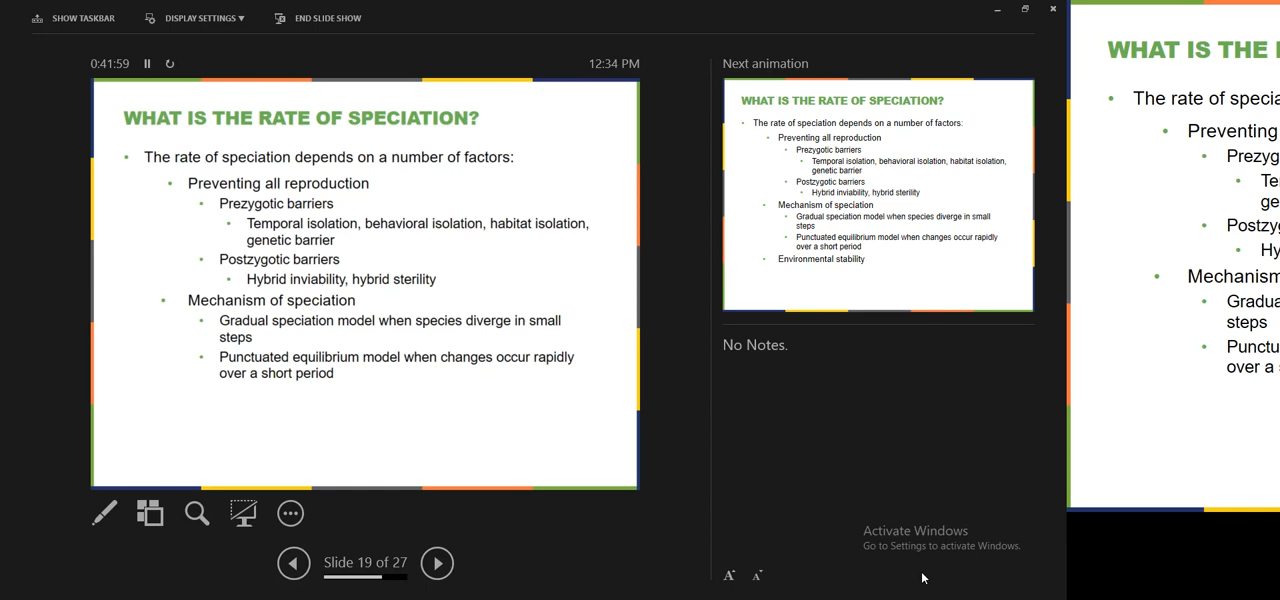 SHOW TASKBAR
DISPLAY SETTINGS ▼
END SLIDE SHOW
0:41:59
12:34 PM
WHAT IS THE RATE OF SPECIATION?
• The rate of speciation depends on a number of factors:
• Preventing all reproduction
• Prezygotic barriers
• Temporal isolation, behavioral isolation, habitat isolation,
genetic barrier
• Postzygotic barriers
• Hybrid inviability, hybrid sterility
• Mechanism of speciation
• Gradual speciation model when species diverge in small
steps
• Punctuated equilibrium model when changes occur rapidly
over a short period
Slide 19 of 27
Next animation
WHAT IS THE RATE OF SPECIATION?
• The rate of speciation depends on a number of factors:
• Preventing all reproduction
• Prezygotic barriers
• Temporal isolation, behavioral isolation, habitat isolation,
genetic barrier
• Postzygotic barriers
• Hybrid inviability, hybrid sterility
• Mechanism of speciation
• Gradual speciation model when species diverge in small
steps
• Punctuated equilibrium model when changes occur rapidly
over a short period
• Environmental stability
No Notes.
Activate Windows
Go to Settings to activate Windows.
A A
WHAT IS THE R
• The rate of specia
• Preventing
• Prezyg
• Te
ge
• Postzyg
• Hy
• Mechanism
• Gradua
steps
• Punctu
over a s